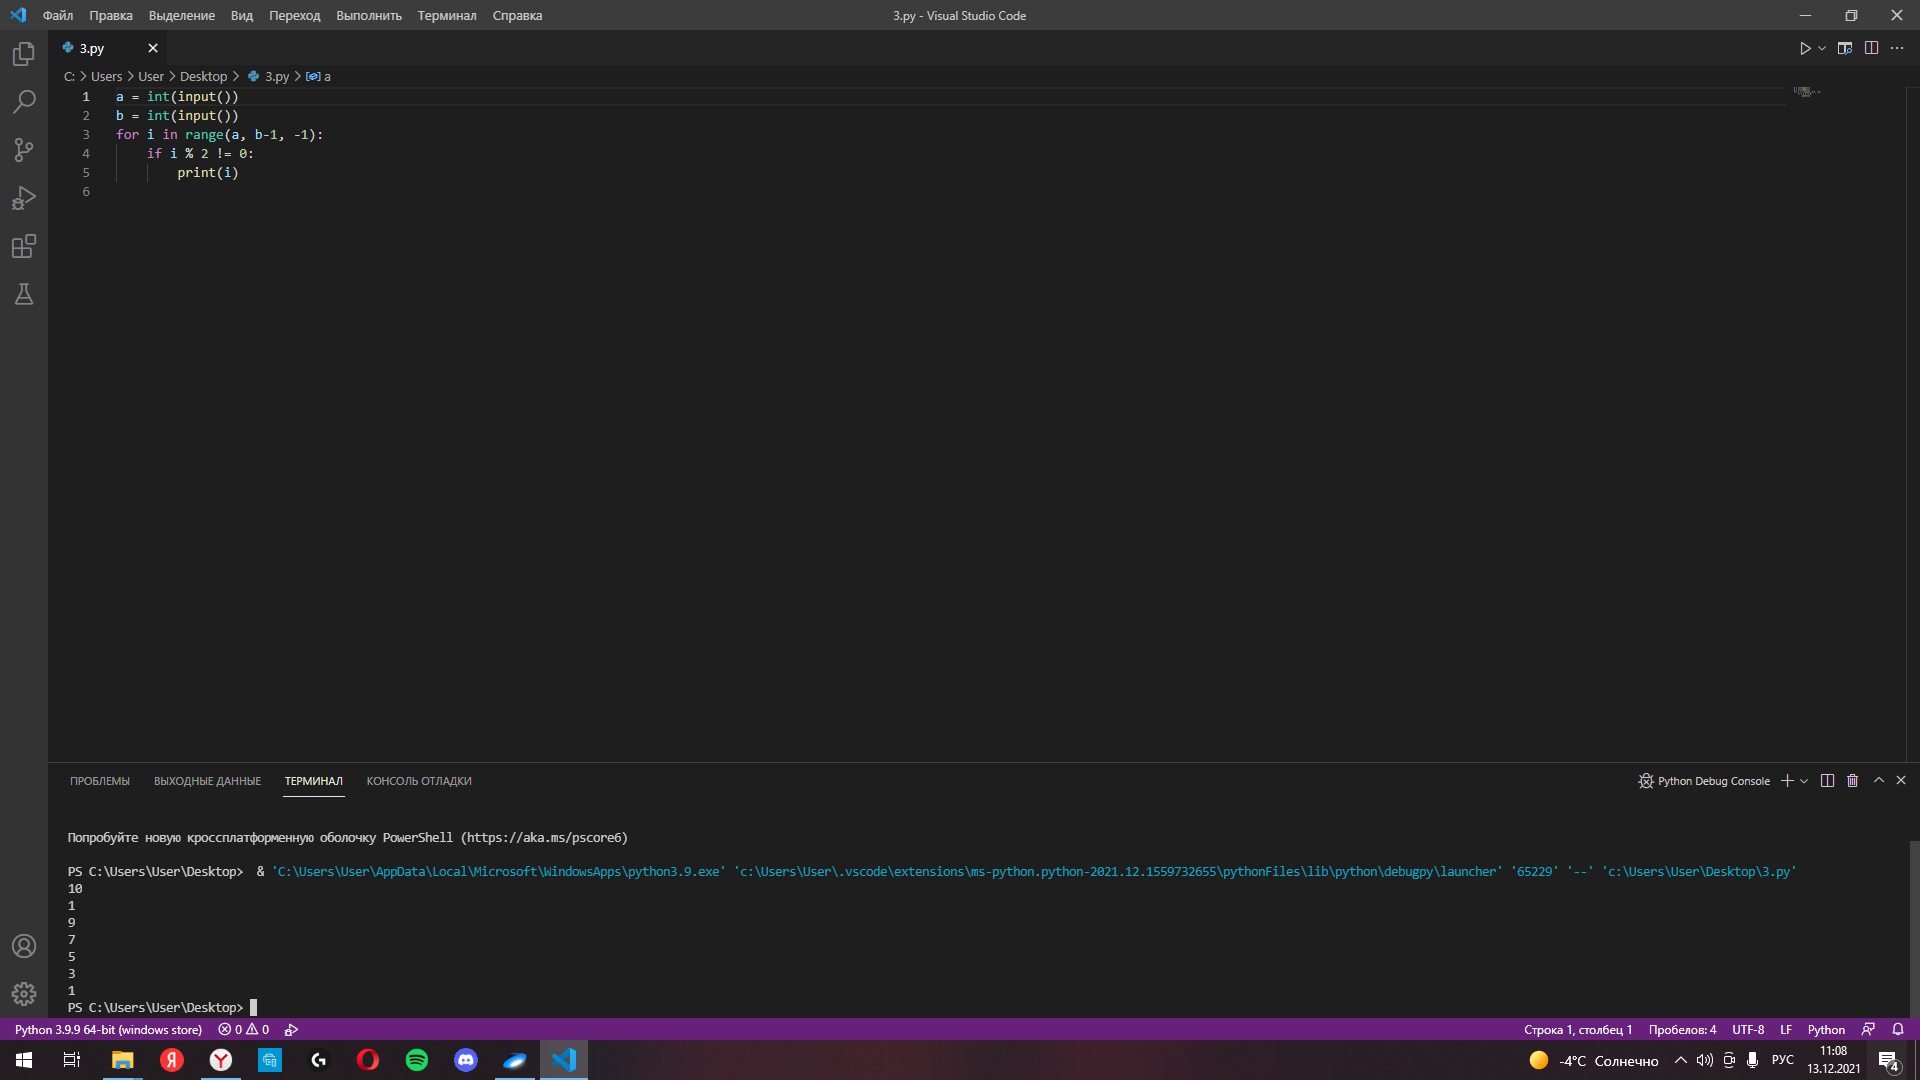 Файл Правка Выделение Вид Переход Выполнить Терминал Справка 3.py - Visual Studio Code
3.py
C: > Users > User > Desktop > 3.py > a
1 a = int(input())
2 b = int(input())
3 for i in range(a, b-1, -1):
4 if i % 2 != 0:
5 print(i)
6
ПРОБЛЕМЫ ВЫХОДНЫЕ ДАННЫЕ ТЕРМИНАЛ КОНСОЛЬ ОТЛАДКИ Python Debug Console
Попробуйте новую кроссплатформенную оболочку PowerShell (https://aka.ms/pscore6)
PS C:\Users\User\Desktop>  & 'C:\Users\User\AppData\Local\Microsoft\WindowsApps\python3.9.exe' 'c:\Users\User\.vscode\extensions\ms-python.python-2021.12.1559732655\pythonFiles\lib\python\debugpy\launcher' '65229' '--' 'c:\Users\User\Desktop\3.py'
10
1
9
7
5
3
1
PS C:\Users\User\Desktop>
Python 3.9.9 64-bit (windows store) 0 0 Строка 1, столбец 1 Пробелов: 4 UTF-8 LF Python
-4°C Солнечно РУС 11:08
13.12.2021 4